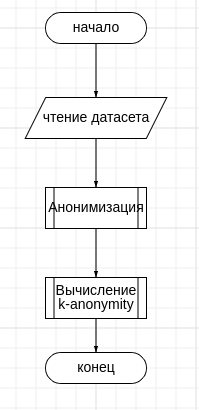 начало
чтение датасета
Анонимизация
Вычисление
k-anonymity
конец